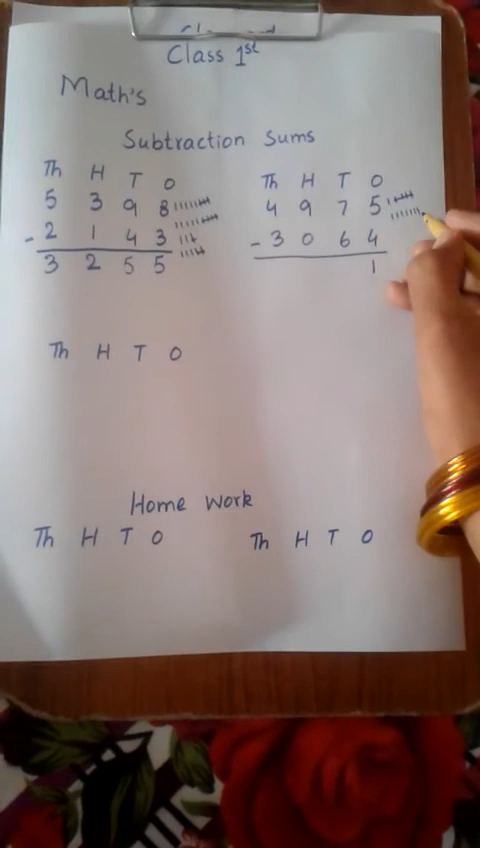 Class 1st
Math's
Subtraction Sums
Th H T O
5 3 9 8
- 2 1 4 3
3 2 5 5
Th H T O
4 9 7 5
- 3 0 6 4
1
Th H T O
Home Work
Th H T O
Th H T O